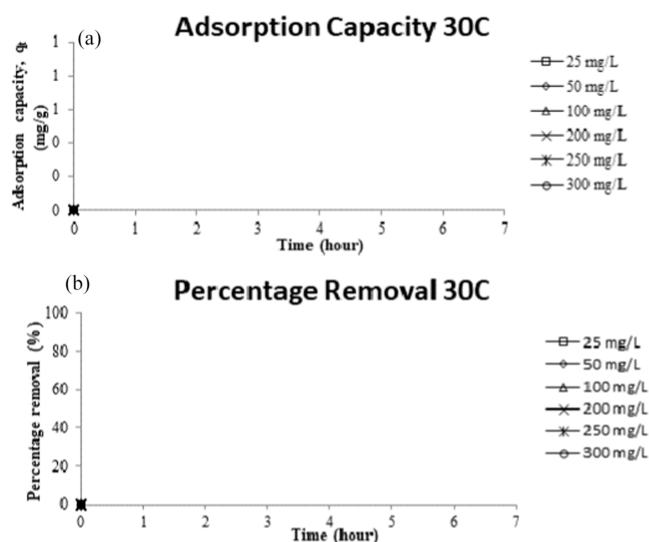 (a)
Adsorption Capacity 30C
Adsorption capacity, qt
(mg/g)
1
1
1
0
0
0
0 1 2 3 4 5 6 7
Time (hour)
25 mg/L
50 mg/L
100 mg/L
200 mg/L
250 mg/L
300 mg/L
(b)
Percentage Removal 30C
Percentage removal (%)
100
80
60
40
20
0
0 1 2 3 4 5 6 7
Time (hour)
25 mg/L
50 mg/L
100 mg/L
200 mg/L
250 mg/L
300 mg/L